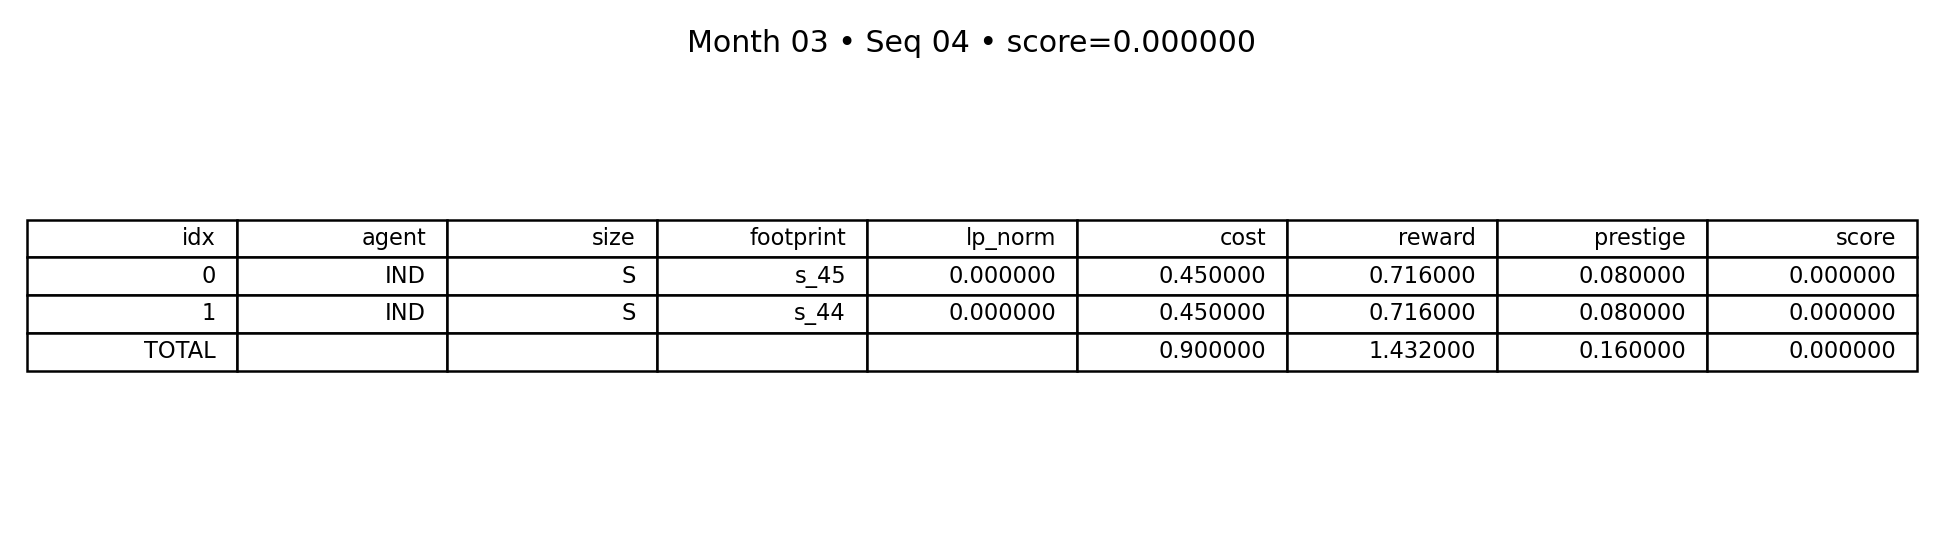 Month 03 • Seq 04 • score=0.000000
idx agent size footprint lp_norm cost reward prestige score
0 IND S s_45 0.000000 0.450000 0.716000 0.080000 0.000000
1 IND S s_44 0.000000 0.450000 0.716000 0.080000 0.000000
TOTAL 0.900000 1.432000 0.160000 0.000000